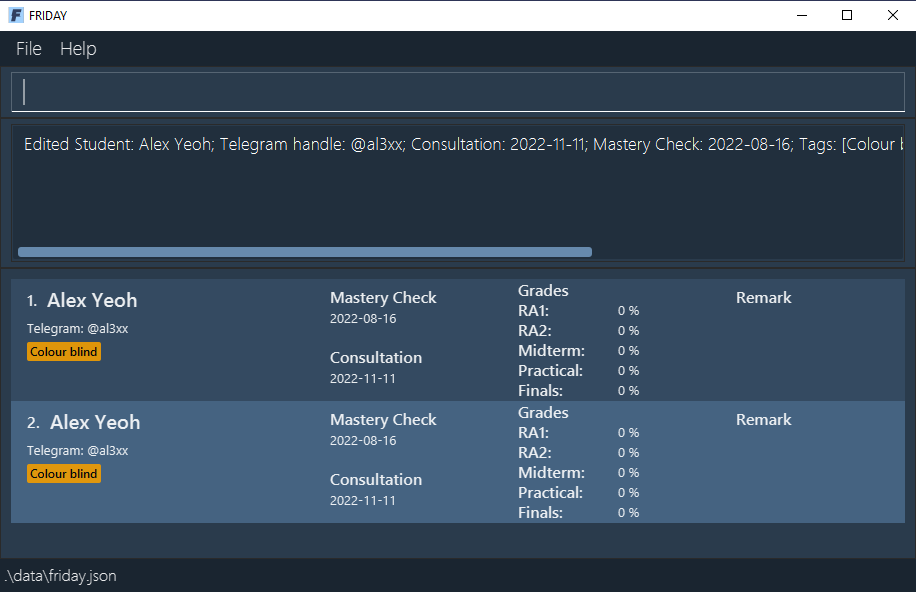 FRIDAY
File Help
Edited Student: Alex Yeoh; Telegram handle: @al3xx; Consultation: 2022-11-11; Mastery Check: 2022-08-16; Tags: [Colour b
1. Alex Yeoh
Telegram: @al3xx
Colour blind
Mastery Check
2022-08-16
Consultation
2022-11-11
Grades
RA1: 0 %
RA2: 0 %
Midterm: 0 %
Practical: 0 %
Finals: 0 %
Remark
2. Alex Yeoh
Telegram: @al3xx
Colour blind
Mastery Check
2022-08-16
Consultation
2022-11-11
Grades
RA1: 0 %
RA2: 0 %
Midterm: 0 %
Practical: 0 %
Finals: 0 %
Remark
.\data\friday.json